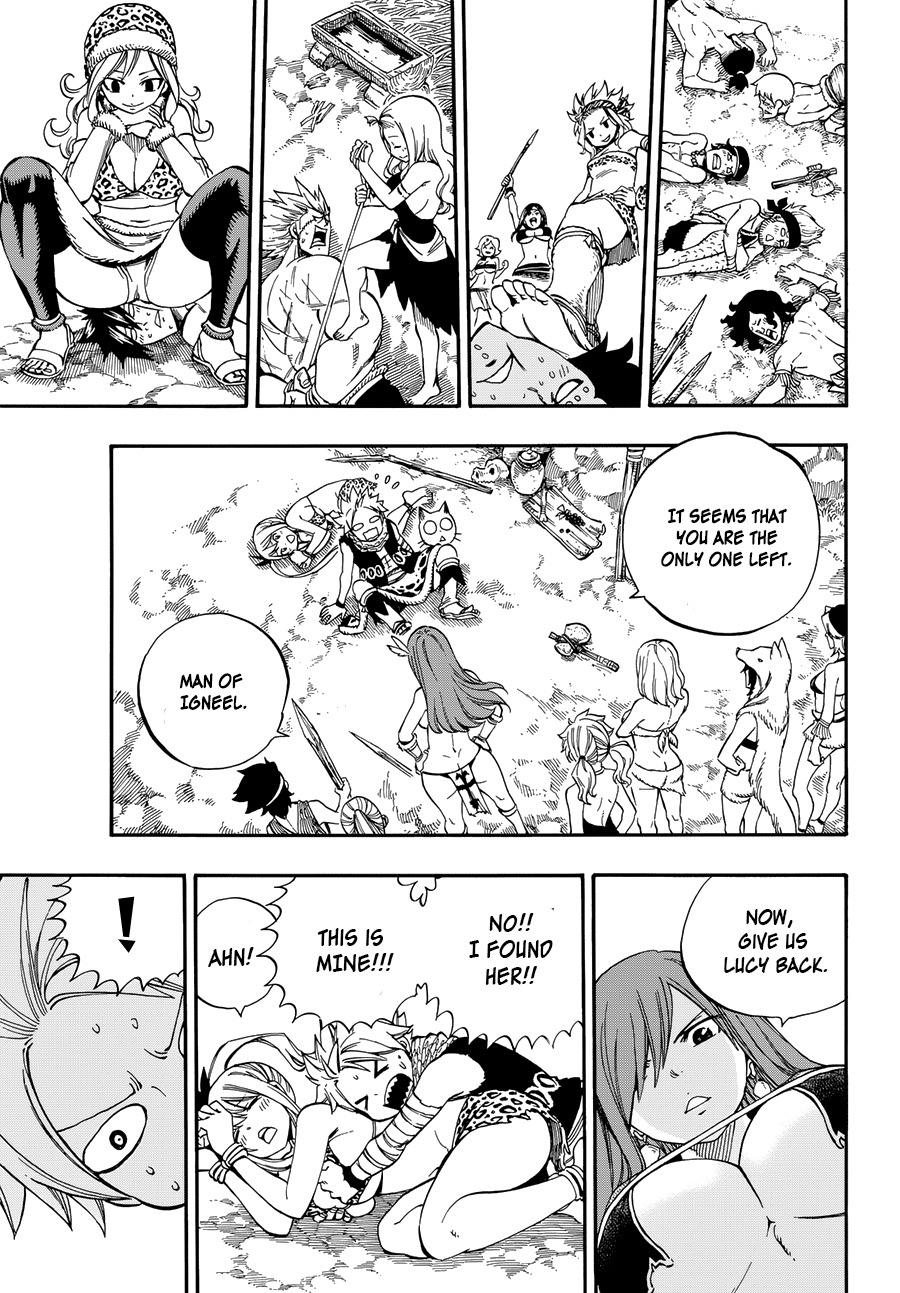 IT SEEMS THAT
YOU ARE THE
ONLY ONE LEFT.
MAN OF
IGNEEL.
NOW,
GIVE US
LUCY BACK.
NO!!
I FOUND
HER!!
THIS IS
MINE!!!
AHN!
!